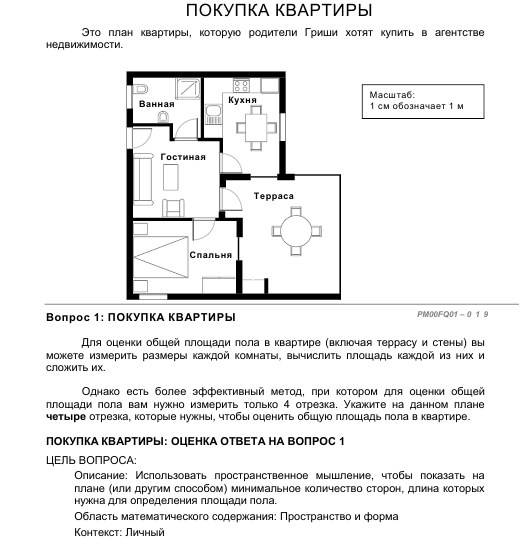 ПОКУПКА КВАРТИРЫ
Это план квартиры, которую родители Гриши хотят купить в агентстве
недвижимости.
Масштаб:
1 см обозначает 1 м
Ванная
Кухня
Гостиная
Терраса
Спальня
Вопрос 1: ПОКУПКА КВАРТИРЫ
PM00FQ01 – 0 1 9
Для оценки общей площади пола в квартире (включая террасу и стены) вы
можете измерить размеры каждой комнаты, вычислить площадь каждой из них и
сложить их.
Однако есть более эффективный метод, при котором для оценки общей
площади пола вам нужно измерить только 4 отрезка. Укажите на данном плане
четыре отрезка, которые нужны, чтобы оценить общую площадь пола в квартире.
ПОКУПКА КВАРТИРЫ: ОЦЕНКА ОТВЕТА НА ВОПРОС 1
ЦЕЛЬ ВОПРОСА:
Описание: Использовать пространственное мышление, чтобы показать на
плане (или другим способом) минимальное количество сторон, длина которых
нужна для определения площади пола.
Область математического содержания: Пространство и форма
Контекст: Личный